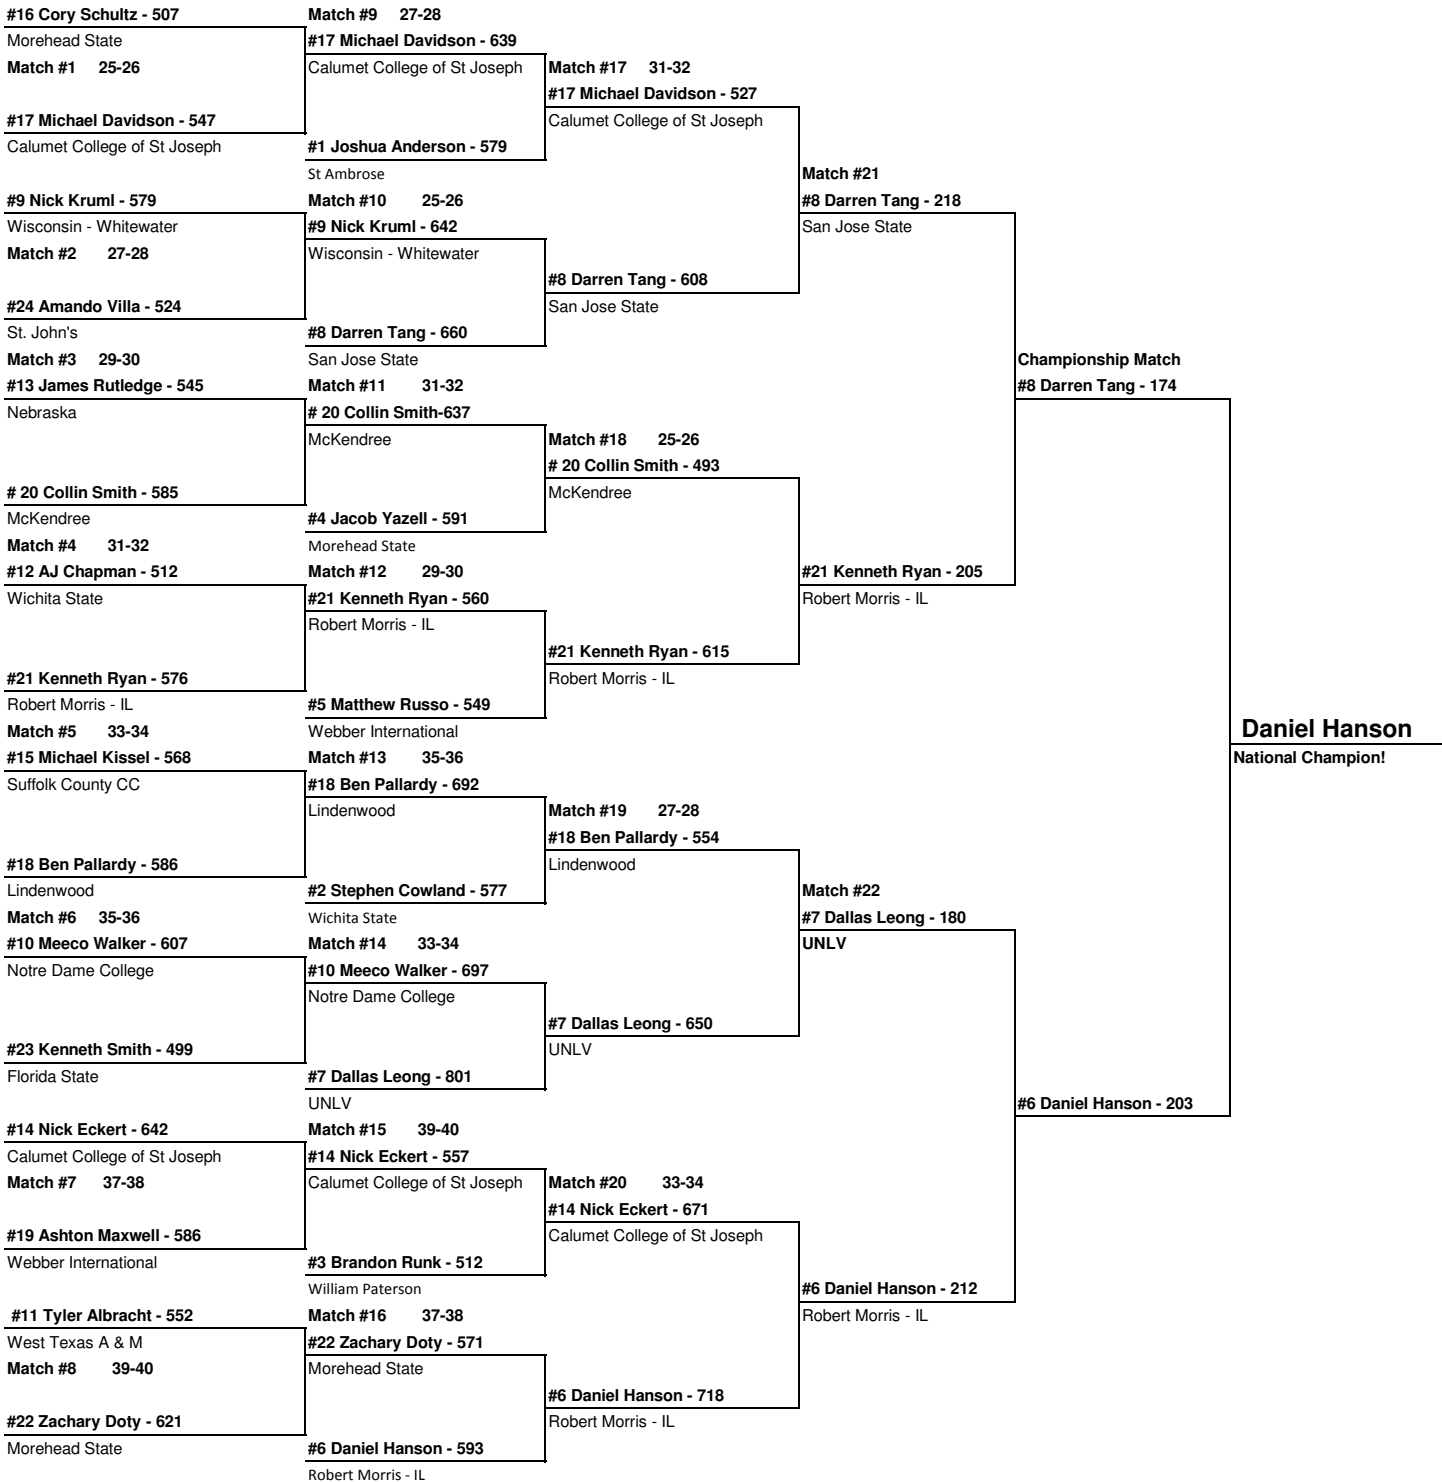 #16 Cory Schultz - 507
Morehead State
Match #1 25-26
#17 Michael Davidson - 547
Calumet College of St Joseph
#9 Nick Kruml - 579
Wisconsin - Whitewater
Match #2 27-28
#24 Amando Villa - 524
St. John's
Match #3 29-30
#13 James Rutledge - 545
Nebraska
# 20 Collin Smith - 585
McKendree
Match #4 31-32
#12 AJ Chapman - 512
Wichita State
#21 Kenneth Ryan - 576
Robert Morris - IL
Match #5 33-34
#15 Michael Kissel - 568
Suffolk County CC
#18 Ben Pallardy - 586
Lindenwood
Match #6 35-36
#10 Meeco Walker - 607
Notre Dame College
#23 Kenneth Smith - 499
Florida State
#14 Nick Eckert - 642
Calumet College of St Joseph
Match #7 37-38
#19 Ashton Maxwell - 586
Webber International
#11 Tyler Albracht - 552
West Texas A & M
Match #8 39-40
#22 Zachary Doty - 621
Morehead State
Match #9 27-28
#17 Michael Davidson - 639
Calumet College of St Joseph
#1 Joshua Anderson - 579
St Ambrose
Match #10 25-26
#9 Nick Kruml - 642
Wisconsin - Whitewater
#8 Darren Tang - 660
San Jose State
Match #11 31-32
# 20 Collin Smith-637
McKendree
#4 Jacob Yazell - 591
Morehead State
Match #12 29-30
#21 Kenneth Ryan - 560
Robert Morris - IL
#5 Matthew Russo - 549
Webber International
Match #13 35-36
#18 Ben Pallardy - 692
Lindenwood
#2 Stephen Cowland - 577
Wichita State
Match #14 33-34
#10 Meeco Walker - 697
Notre Dame College
#7 Dallas Leong - 801
UNLV
Match #15 39-40
#14 Nick Eckert - 557
Calumet College of St Joseph
#3 Brandon Runk - 512
William Paterson
Match #16 37-38
#22 Zachary Doty - 571
Morehead State
#6 Daniel Hanson - 593
Robert Morris - IL
Match #17 31-32
#17 Michael Davidson - 527
Calumet College of St Joseph
#8 Darren Tang - 608
San Jose State
Match #18 25-26
# 20 Collin Smith - 493
McKendree
#21 Kenneth Ryan - 615
Robert Morris - IL
Match #19 27-28
#18 Ben Pallardy - 554
Lindenwood
#7 Dallas Leong - 650
UNLV
Match #20 33-34
#14 Nick Eckert - 671
Calumet College of St Joseph
#6 Daniel Hanson - 718
Robert Morris - IL
Match #21
#8 Darren Tang - 218
San Jose State
#21 Kenneth Ryan - 205
Robert Morris - IL
Match #22
#7 Dallas Leong - 180
UNLV
#6 Daniel Hanson - 212
Robert Morris - IL
Championship Match
#8 Darren Tang - 174
#6 Daniel Hanson - 203
Daniel Hanson
National Champion!